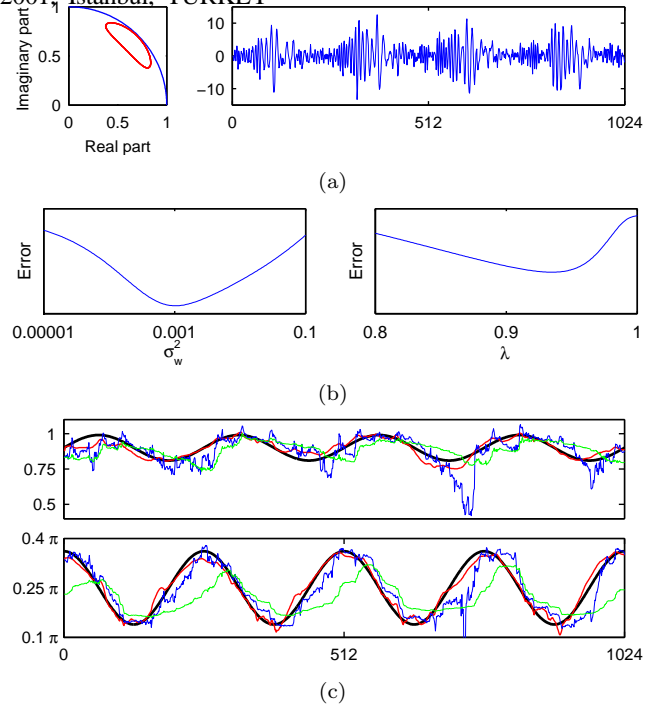 2001, Istanbul, TURKEY
Imaginary part
1
0
0
0.5
1
Real part
10
0
−10
0
512
1024
(a)
Error
0.00001
0.001
0.1
σ²w
Error
0.8
0.9
1
λ
(b)
1
0.75
0.5
0.4 π
0.25 π
0.1 π
0
512
1024
(c)